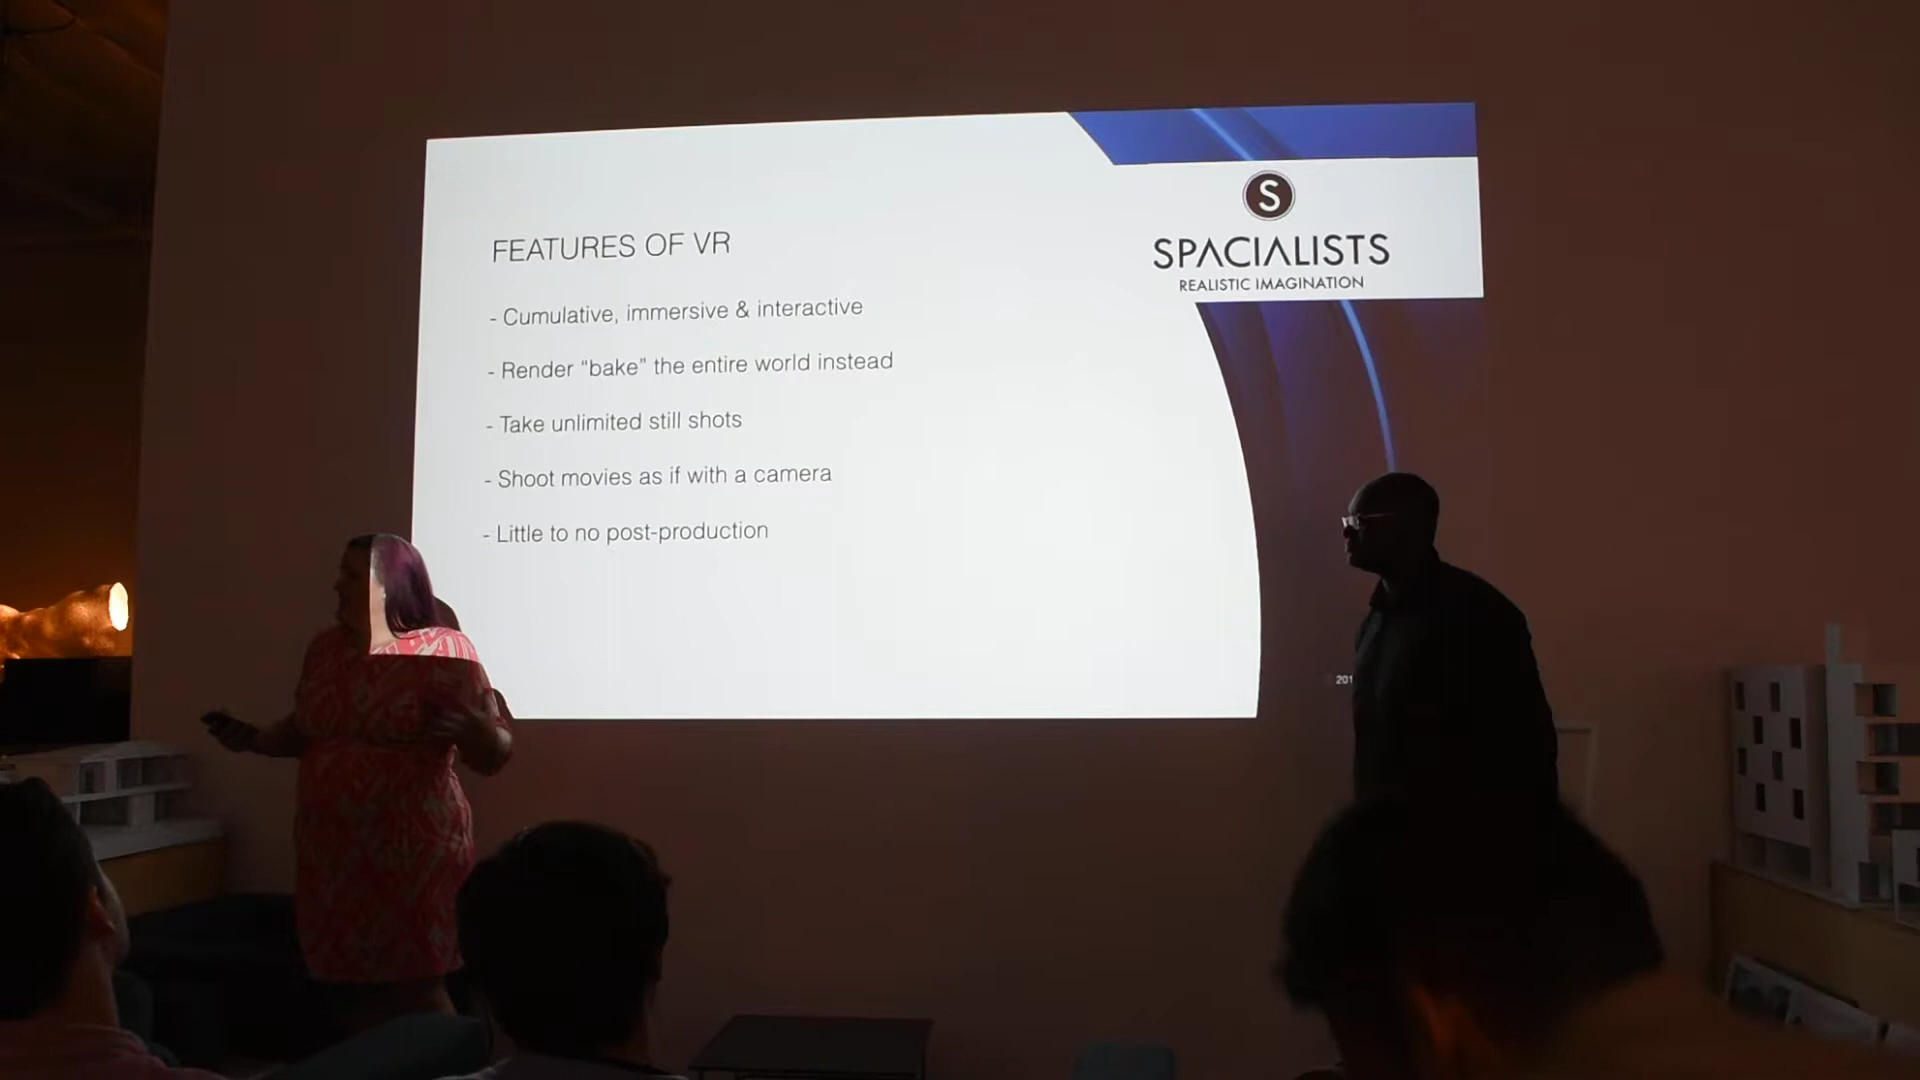 S
SPACIALISTS
REALISTIC IMAGINATION
FEATURES OF VR
- Cumulative, immersive & interactive
- Render “bake” the entire world instead
- Take unlimited still shots
- Shoot movies as if with a camera
- Little to no post-production
201